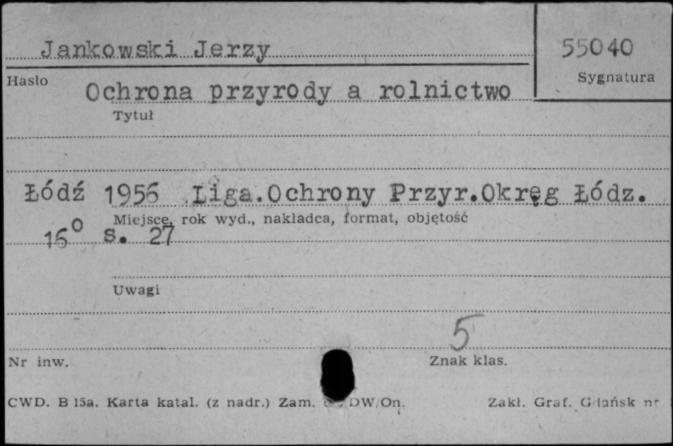 Jankowski Jerzy
55040
Hasło
Sygnatura
Ochrona przyrody a rolnictwo
Tytuł
Łódź 1956 Liga.Ochrony Przyr.Okręg Łódz.
Miejsce, rok wyd., nakładca, format, objętość
16° s. 27
Uwagi
5
Nr inw.
Znak klas.
CWD. B 15a. Karta katal. (z nadr.) Zam. DW/On. Zakł. Graf. Gdańsk nr